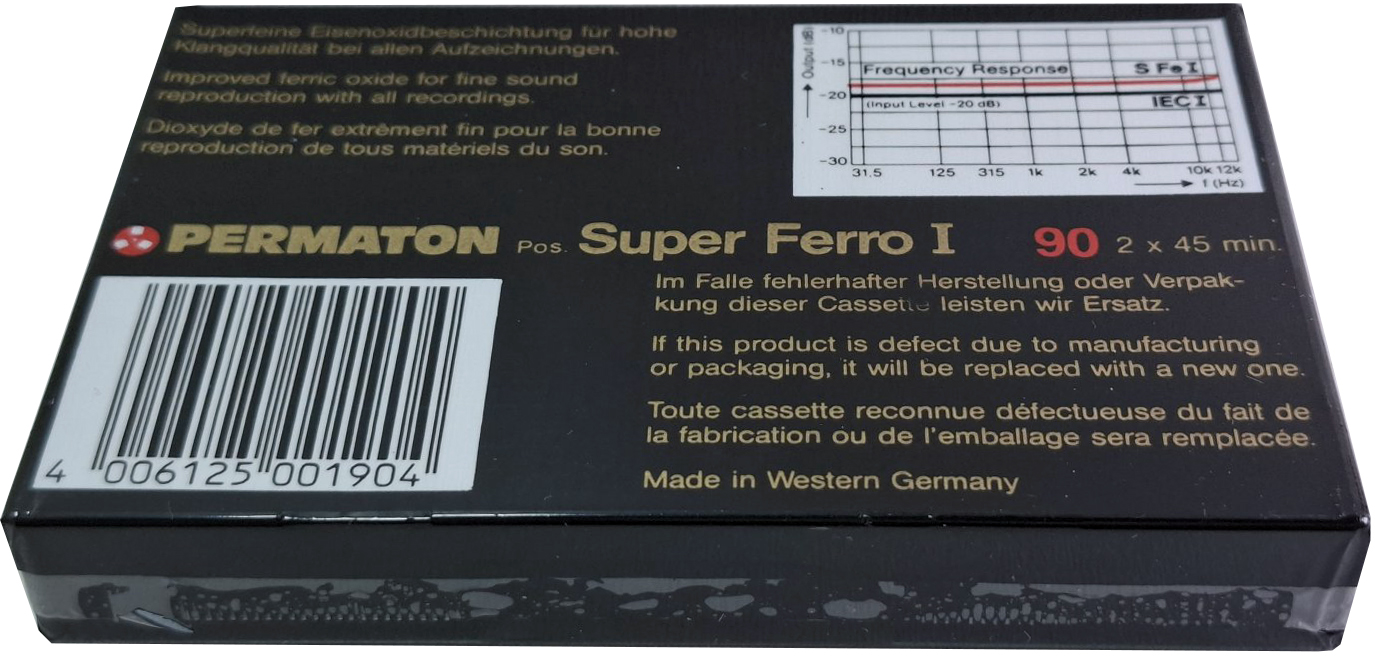 Superfeine Eisenoxidbeschichtung für hohe
Klangqualität bei allen Aufzeichnungen.
Improved ferric oxide for fine sound
reproduction with all recordings.
Dioxyde de fer extrêment fin pour la bonne
reproduction de tous matériels du son.
Output (dB)
-10
-15
-20
-25
-30
Frequency Response S Fe I
(Input Level -20 dB) IEC I
31.5 125 315 1k 2k 4k 10k 12k
f (Hz)
PERMATON Pos. Super Ferro I 90 2 x 45 min.
Im Falle fehlerhafter Herstellung oder Verpak-
kung dieser Cassette leisten wir Ersatz.
If this product is defect due to manufacturing
or packaging, it will be replaced with a new one.
Toute cassette reconnue défectueuse du fait de
la fabrication ou de l'emballage sera remplacée.
Made in Western Germany
4 006125 001904